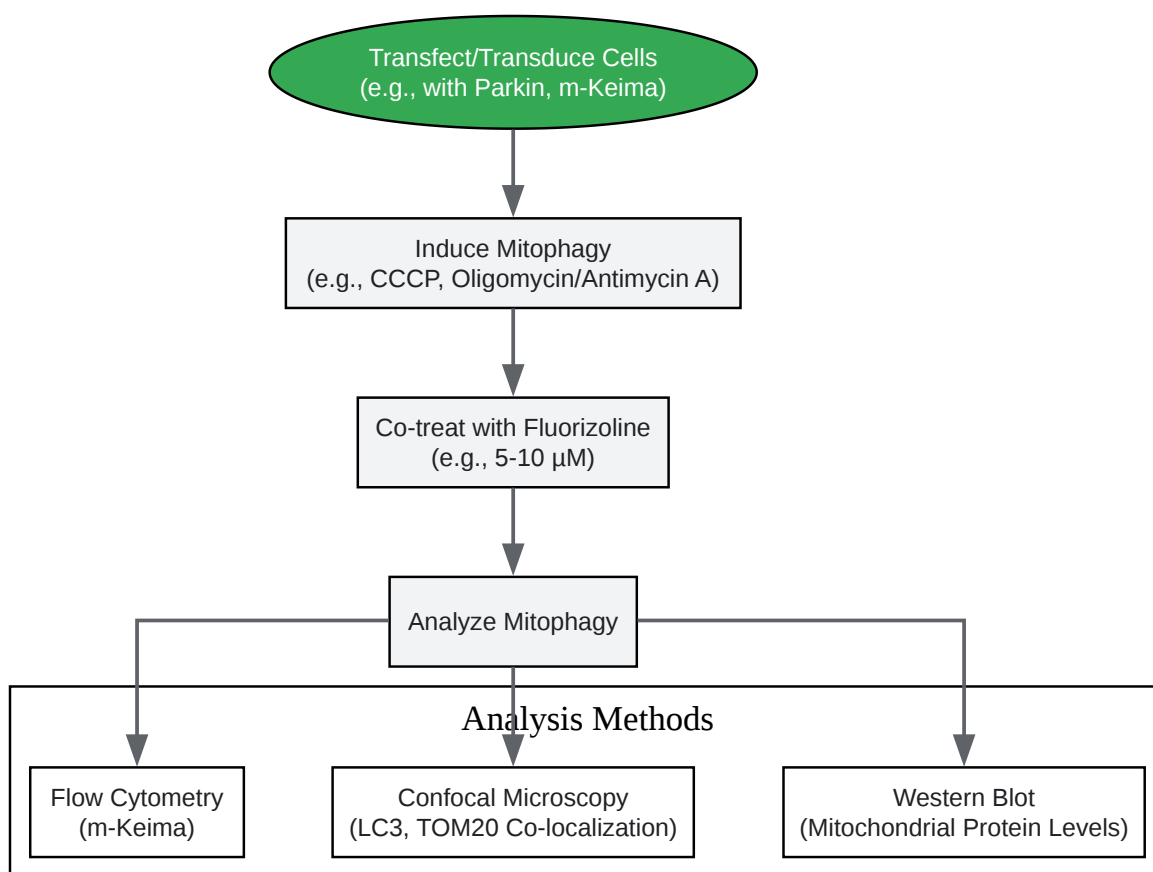 Transfect/Transduce Cells
(e.g., with Parkin, m-Keima)
Induce Mitophagy
(e.g., CCCP, Oligomycin/Antimycin A)
Co-treat with Fluorizoline
(e.g., 5-10 µM)
Analyze Mitophagy
Analysis Methods
Flow Cytometry
(m-Keima)
Confocal Microscopy
(LC3, TOM20 Co-localization)
Western Blot
(Mitochondrial Protein Levels)